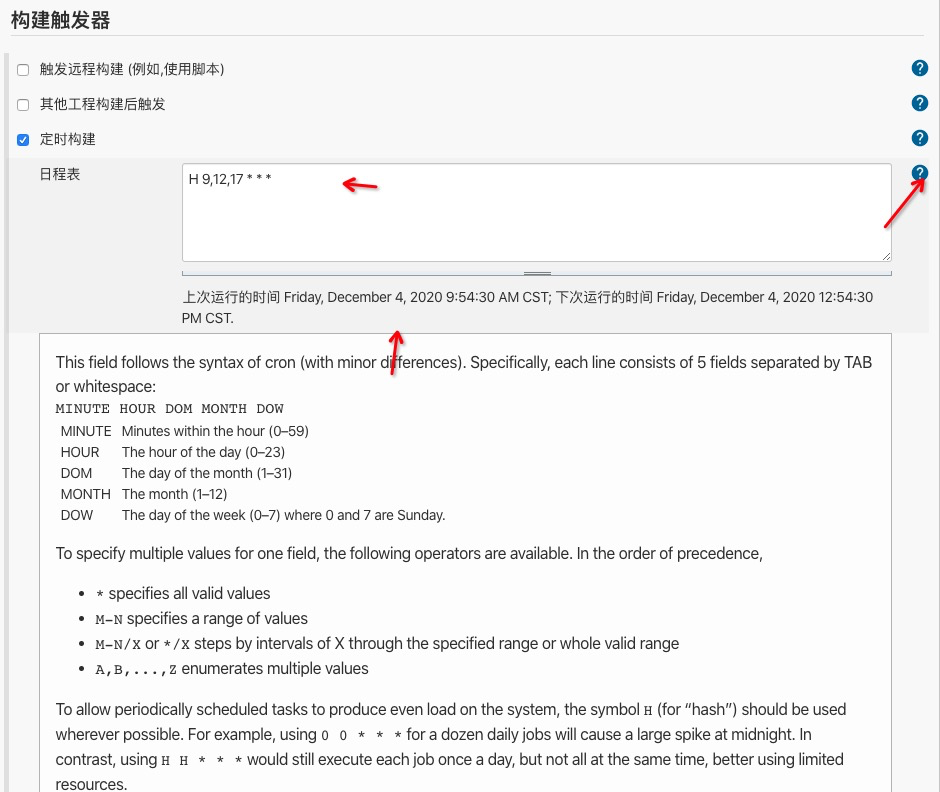 构建触发器
触发远程构建 (例如,使用脚本)
其他工程构建后触发
定时构建
日程表
H 9,12,17 * * *
上次运行的时间 Friday, December 4, 2020 9:54:30 AM CST; 下次运行的时间 Friday, December 4, 2020 12:54:30
PM CST.
This field follows the syntax of cron (with minor differences). Specifically, each line consists of 5 fields separated by TAB
or whitespace:
MINUTE HOUR DOM MONTH DOW
MINUTE Minutes within the hour (0–59)
HOUR The hour of the day (0–23)
DOM The day of the month (1–31)
MONTH The month (1–12)
DOW The day of the week (0–7) where 0 and 7 are Sunday.
To specify multiple values for one field, the following operators are available. In the order of precedence,
• * specifies all valid values
• M-N specifies a range of values
• M-N/X or */X steps by intervals of X through the specified range or whole valid range
• A,B,...,Z enumerates multiple values
To allow periodically scheduled tasks to produce even load on the system, the symbol H (for “hash”) should be used
wherever possible. For example, using 0 0 * * * for a dozen daily jobs will cause a large spike at midnight. In
contrast, using H H * * * would still execute each job once a day, but not all at the same time, better using limited
resources.